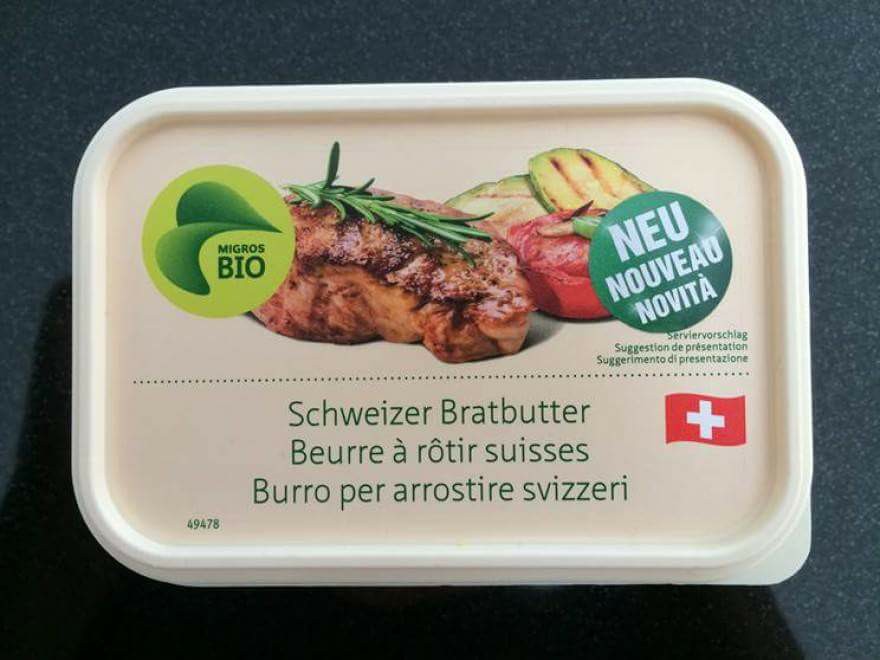 MIGROS
BIO
NEU
NOUVEAU
NOVITÀ
Serviervorschlag
Suggestion de présentation
Suggerimento di presentazione
Schweizer Bratbutter
Beurre à rôtir suisses
Burro per arrostire svizzeri
49478